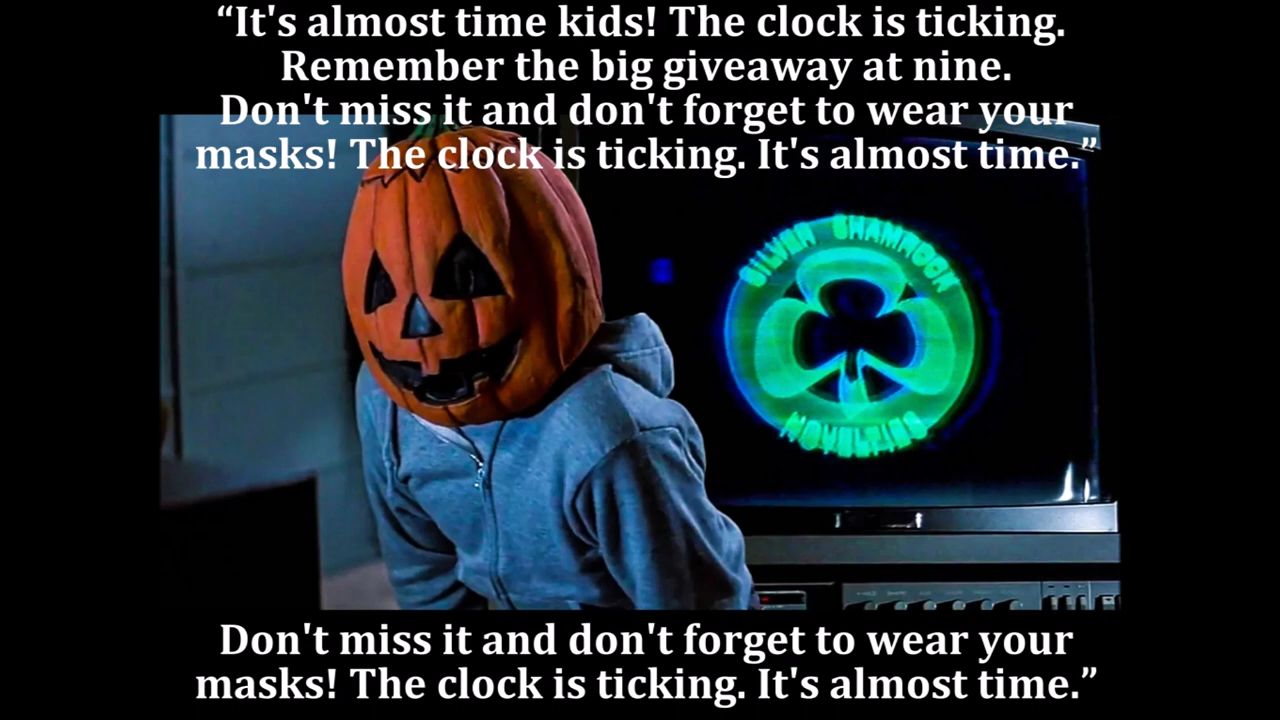 “It's almost time kids! The clock is ticking.
Remember the big giveaway at nine.
Don't miss it and don't forget to wear your
masks! The clock is ticking. It's almost time.”
SILVER SHAMROCK
NOVELTIES
Don't miss it and don't forget to wear your
masks! The clock is ticking. It's almost time.”